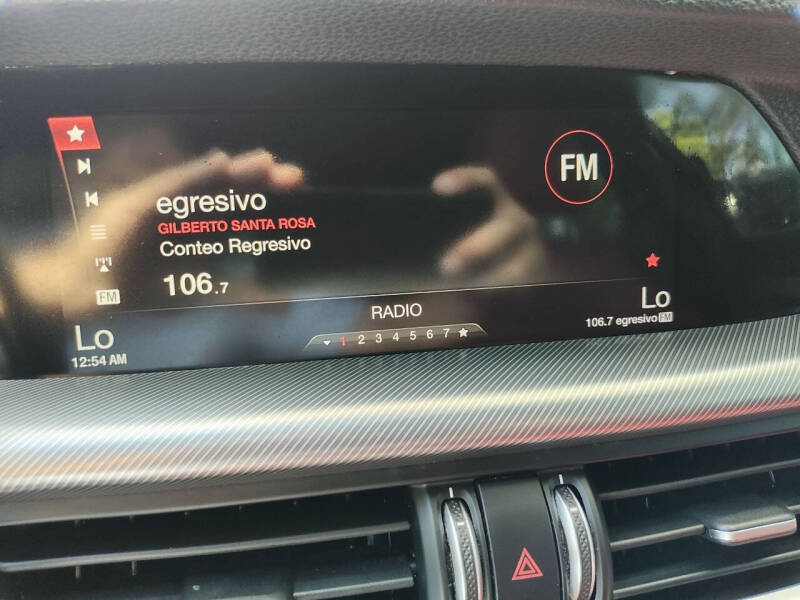 FM
egresivo
GILBERTO SANTA ROSA
Conteo Regresivo
106.7
FM
RADIO
Lo
Lo
12:54 AM
1 2 3 4 5 6 7
106.7 egresivo FM